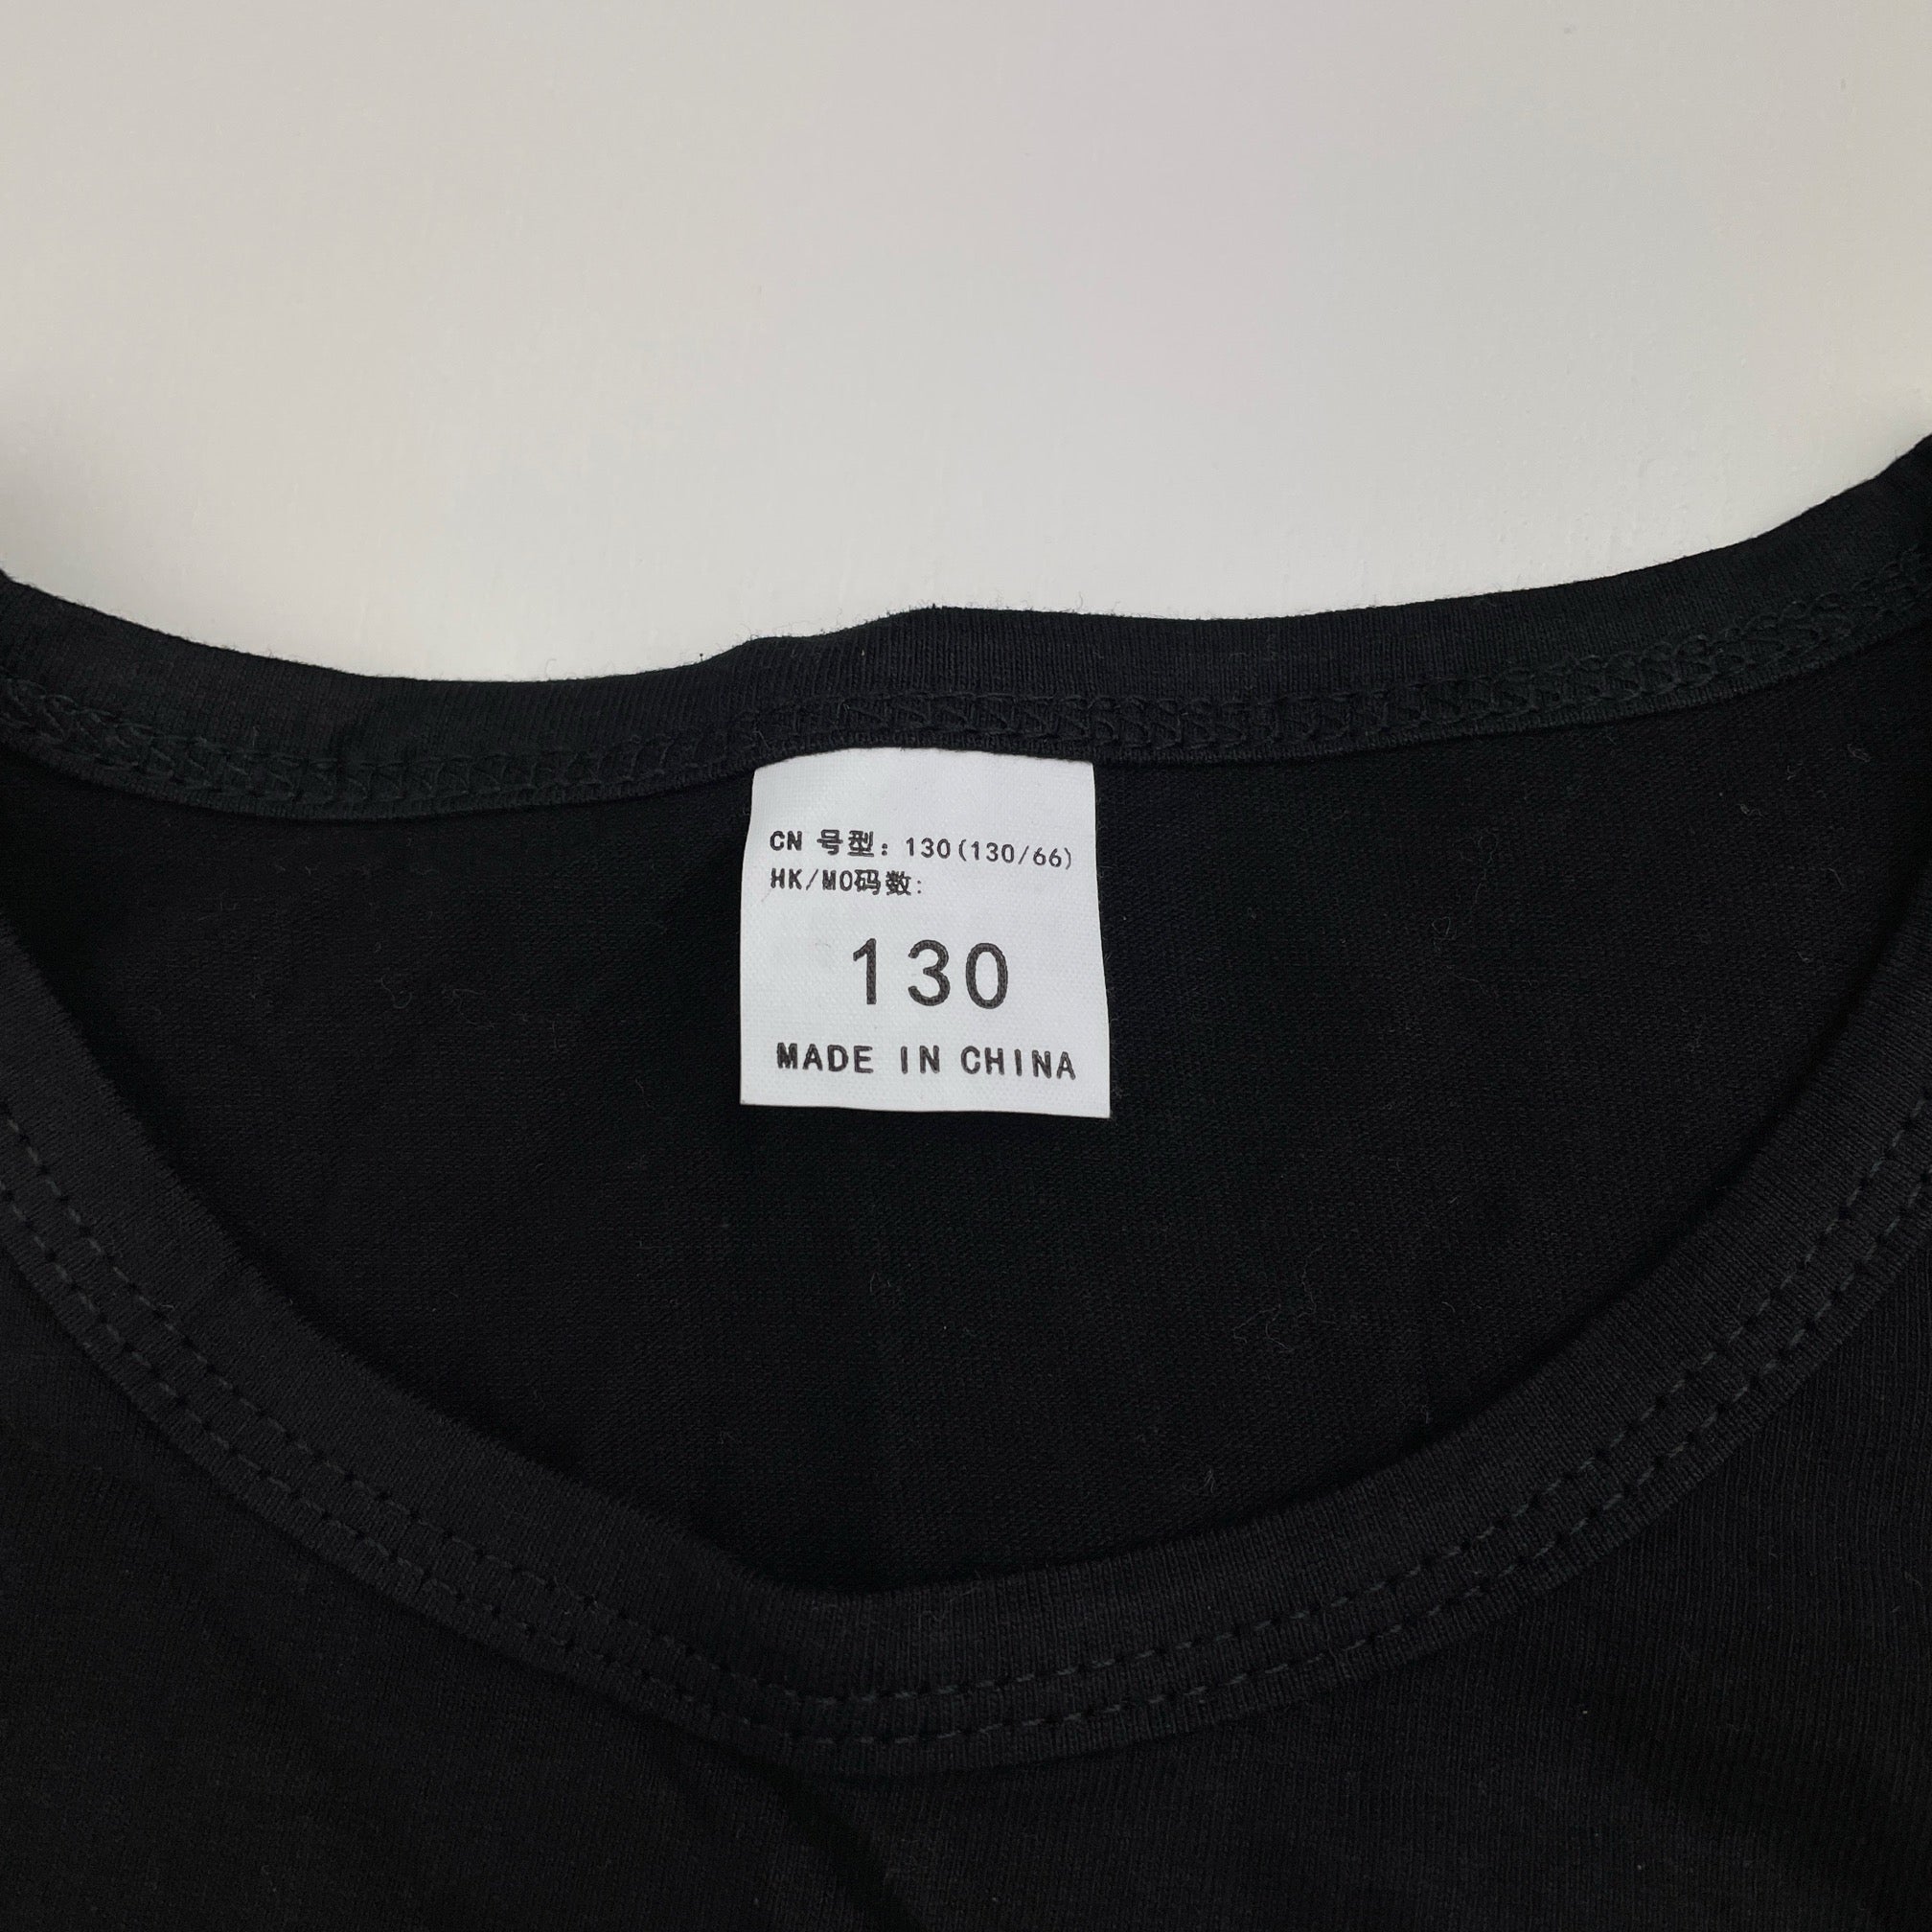 CN 号型: 130(130/66)
HK/MO码数:
130
MADE IN CHINA